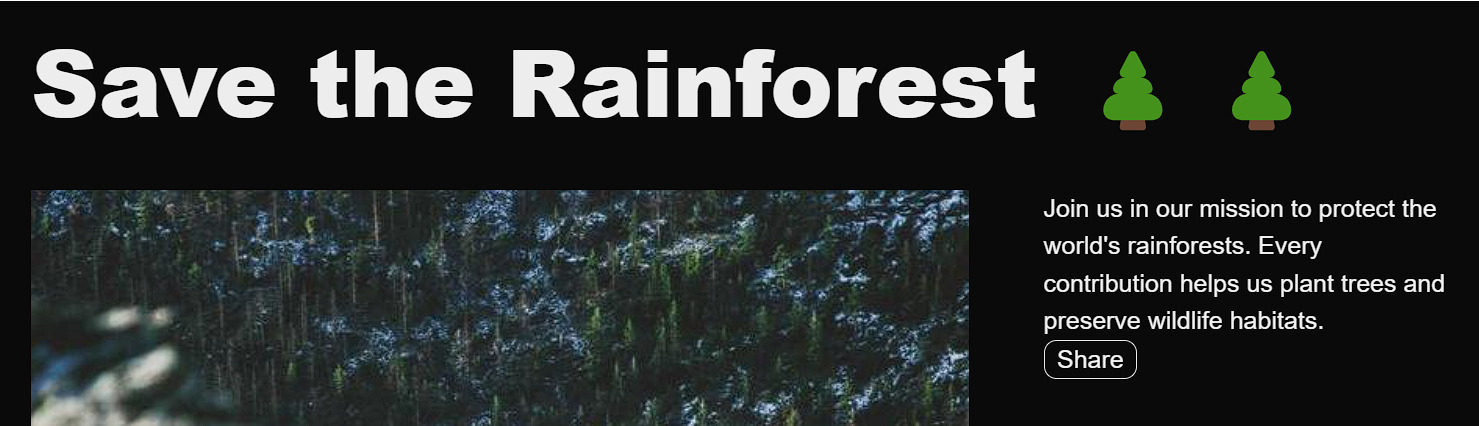 Save the Rainforest
Join us in our mission to protect the
world's rainforests. Every
contribution helps us plant trees and
preserve wildlife habitats.
Share